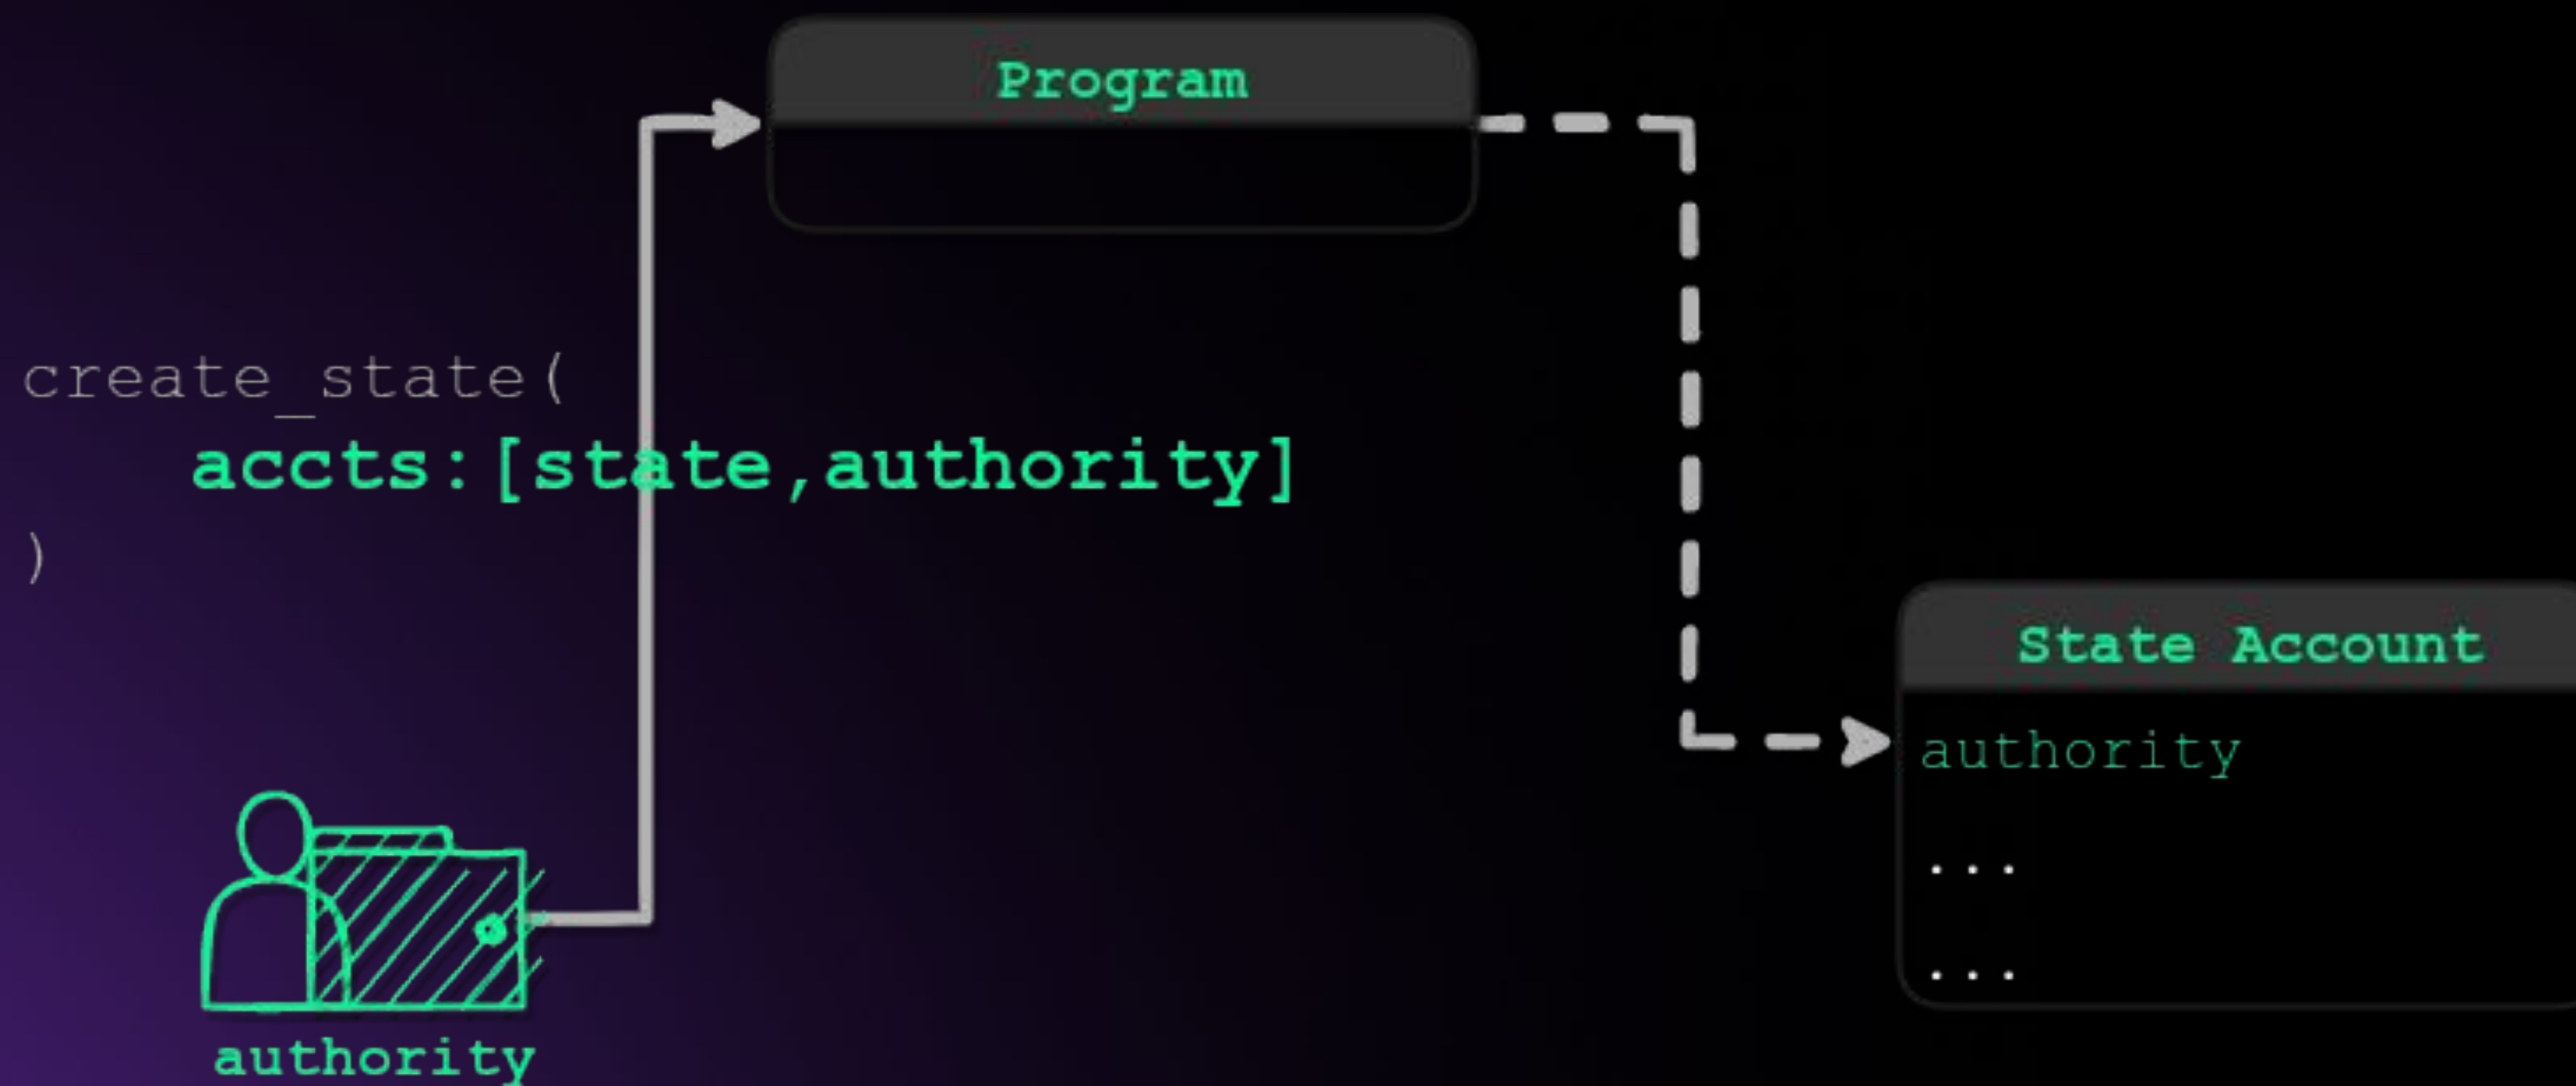 Program
create_state(
accts:[state,authority]
)
State Account
authority
...
...
authority